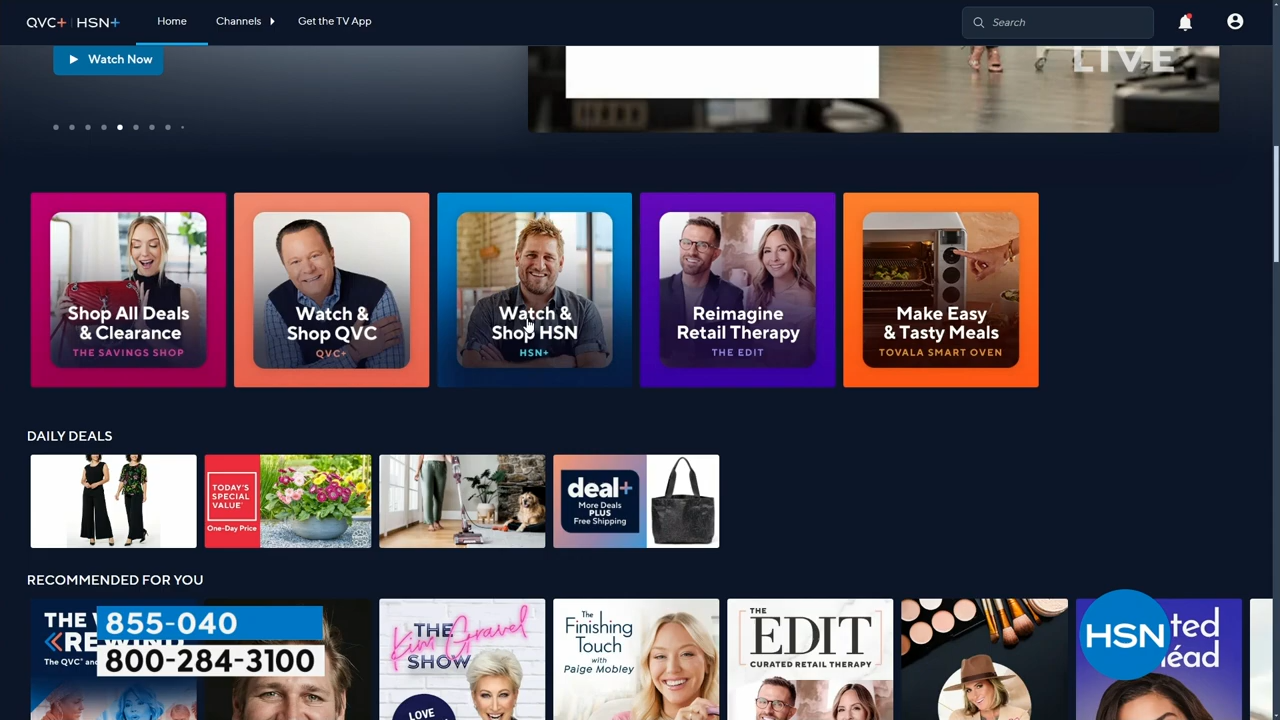 QVC+ | HSN+
Home
Channels
Get the TV App
Search
Watch Now
LIVE
Shop All Deals
& Clearance
THE SAVINGS SHOP
Watch &
Shop QVC
QVC+
Watch &
Shop HSN
HSN+
Reimagine
Retail Therapy
THE EDIT
Make Easy
& Tasty Meals
TOVALA SMART OVEN
DAILY DEALS
TODAY'S
SPECIAL
VALUE
One-Day Price
deal+
More Deals
PLUS
Free Shipping
RECOMMENDED FOR YOU
THE
The QVC+
855-040
800-284-3100
THE
Kim Gravel
SHOW
LOVE
The
Finishing
Touch
with
Paige Mobley
THE
EDIT
CURATED RETAIL THERAPY
HSN